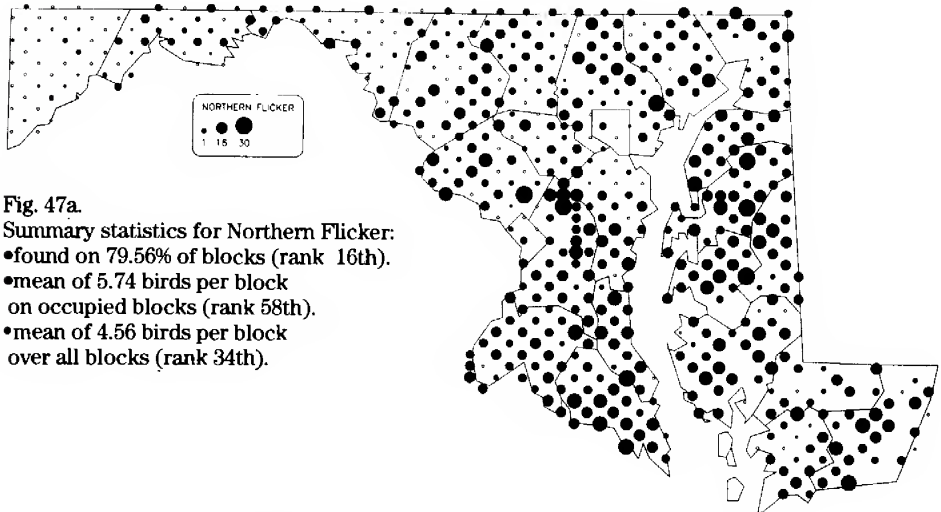 NORTHERN FLICKER
1 15 30
Fig. 47a.
Summary statistics for Northern Flicker:
•found on 79.56% of blocks (rank 16th).
•mean of 5.74 birds per block
on occupied blocks (rank 58th).
•mean of 4.56 birds per block
over all blocks (rank 34th).